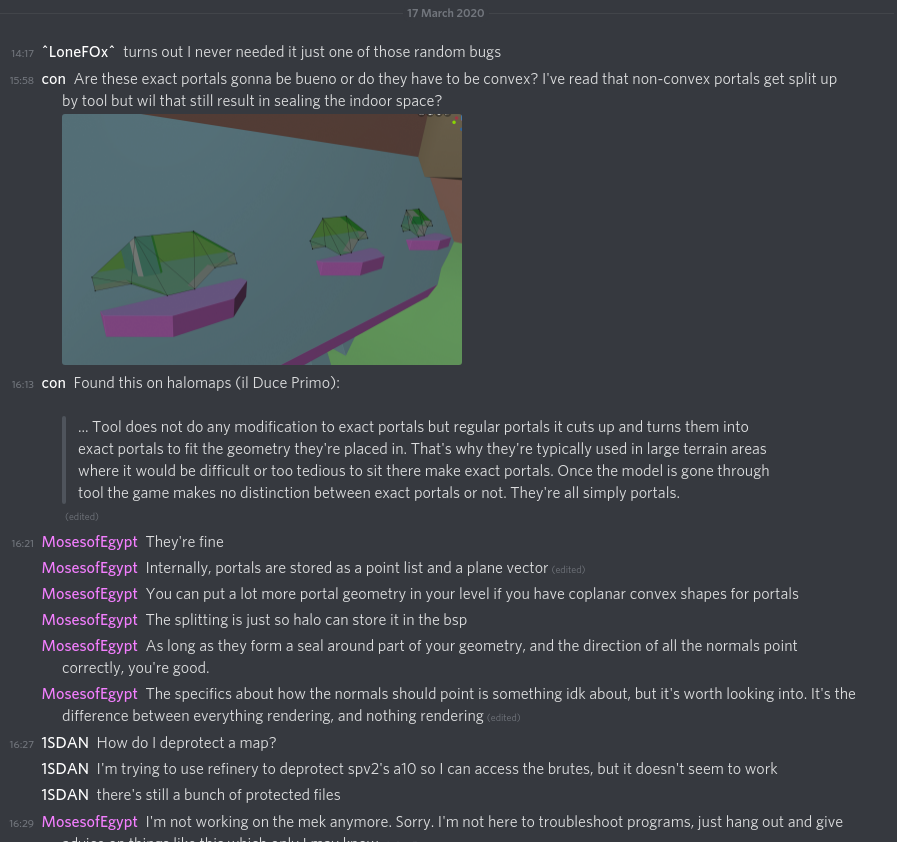 17 March 2020
14:17 ^LoneFOx^ turns out I never needed it just one of those random bugs
15:58 con Are these exact portals gonna be bueno or do they have to be convex? I've read that non-convex portals get split up
by tool but wil that still result in sealing the indoor space?
16:13 con Found this on halomaps (il Duce Primo):
... Tool does not do any modification to exact portals but regular portals it cuts up and turns them into
exact portals to fit the geometry they're placed in. That's why they're typically used in large terrain areas
where it would be difficult or too tedious to sit there make exact portals. Once the model is gone through
tool the game makes no distinction between exact portals or not. They're all simply portals.
(edited)
16:21 MosesofEgypt They're fine
MosesofEgypt Internally, portals are stored as a point list and a plane vector (edited)
MosesofEgypt You can put a lot more portal geometry in your level if you have coplanar convex shapes for portals
MosesofEgypt The splitting is just so halo can store it in the bsp
MosesofEgypt As long as they form a seal around part of your geometry, and the direction of all the normals point
correctly, you're good.
MosesofEgypt The specifics about how the normals should point is something idk about, but it's worth looking into. It's the
difference between everything rendering, and nothing rendering (edited)
16:27 1SDAN How do I deprotect a map?
1SDAN I'm trying to use refinery to deprotect spv2's a10 so I can access the brutes, but it doesn't seem to work
1SDAN there's still a bunch of protected files
16:29 MosesofEgypt I'm not working on the mek anymore. Sorry. I'm not here to troubleshoot programs, just hang out and give
advice on things like this which only I may know